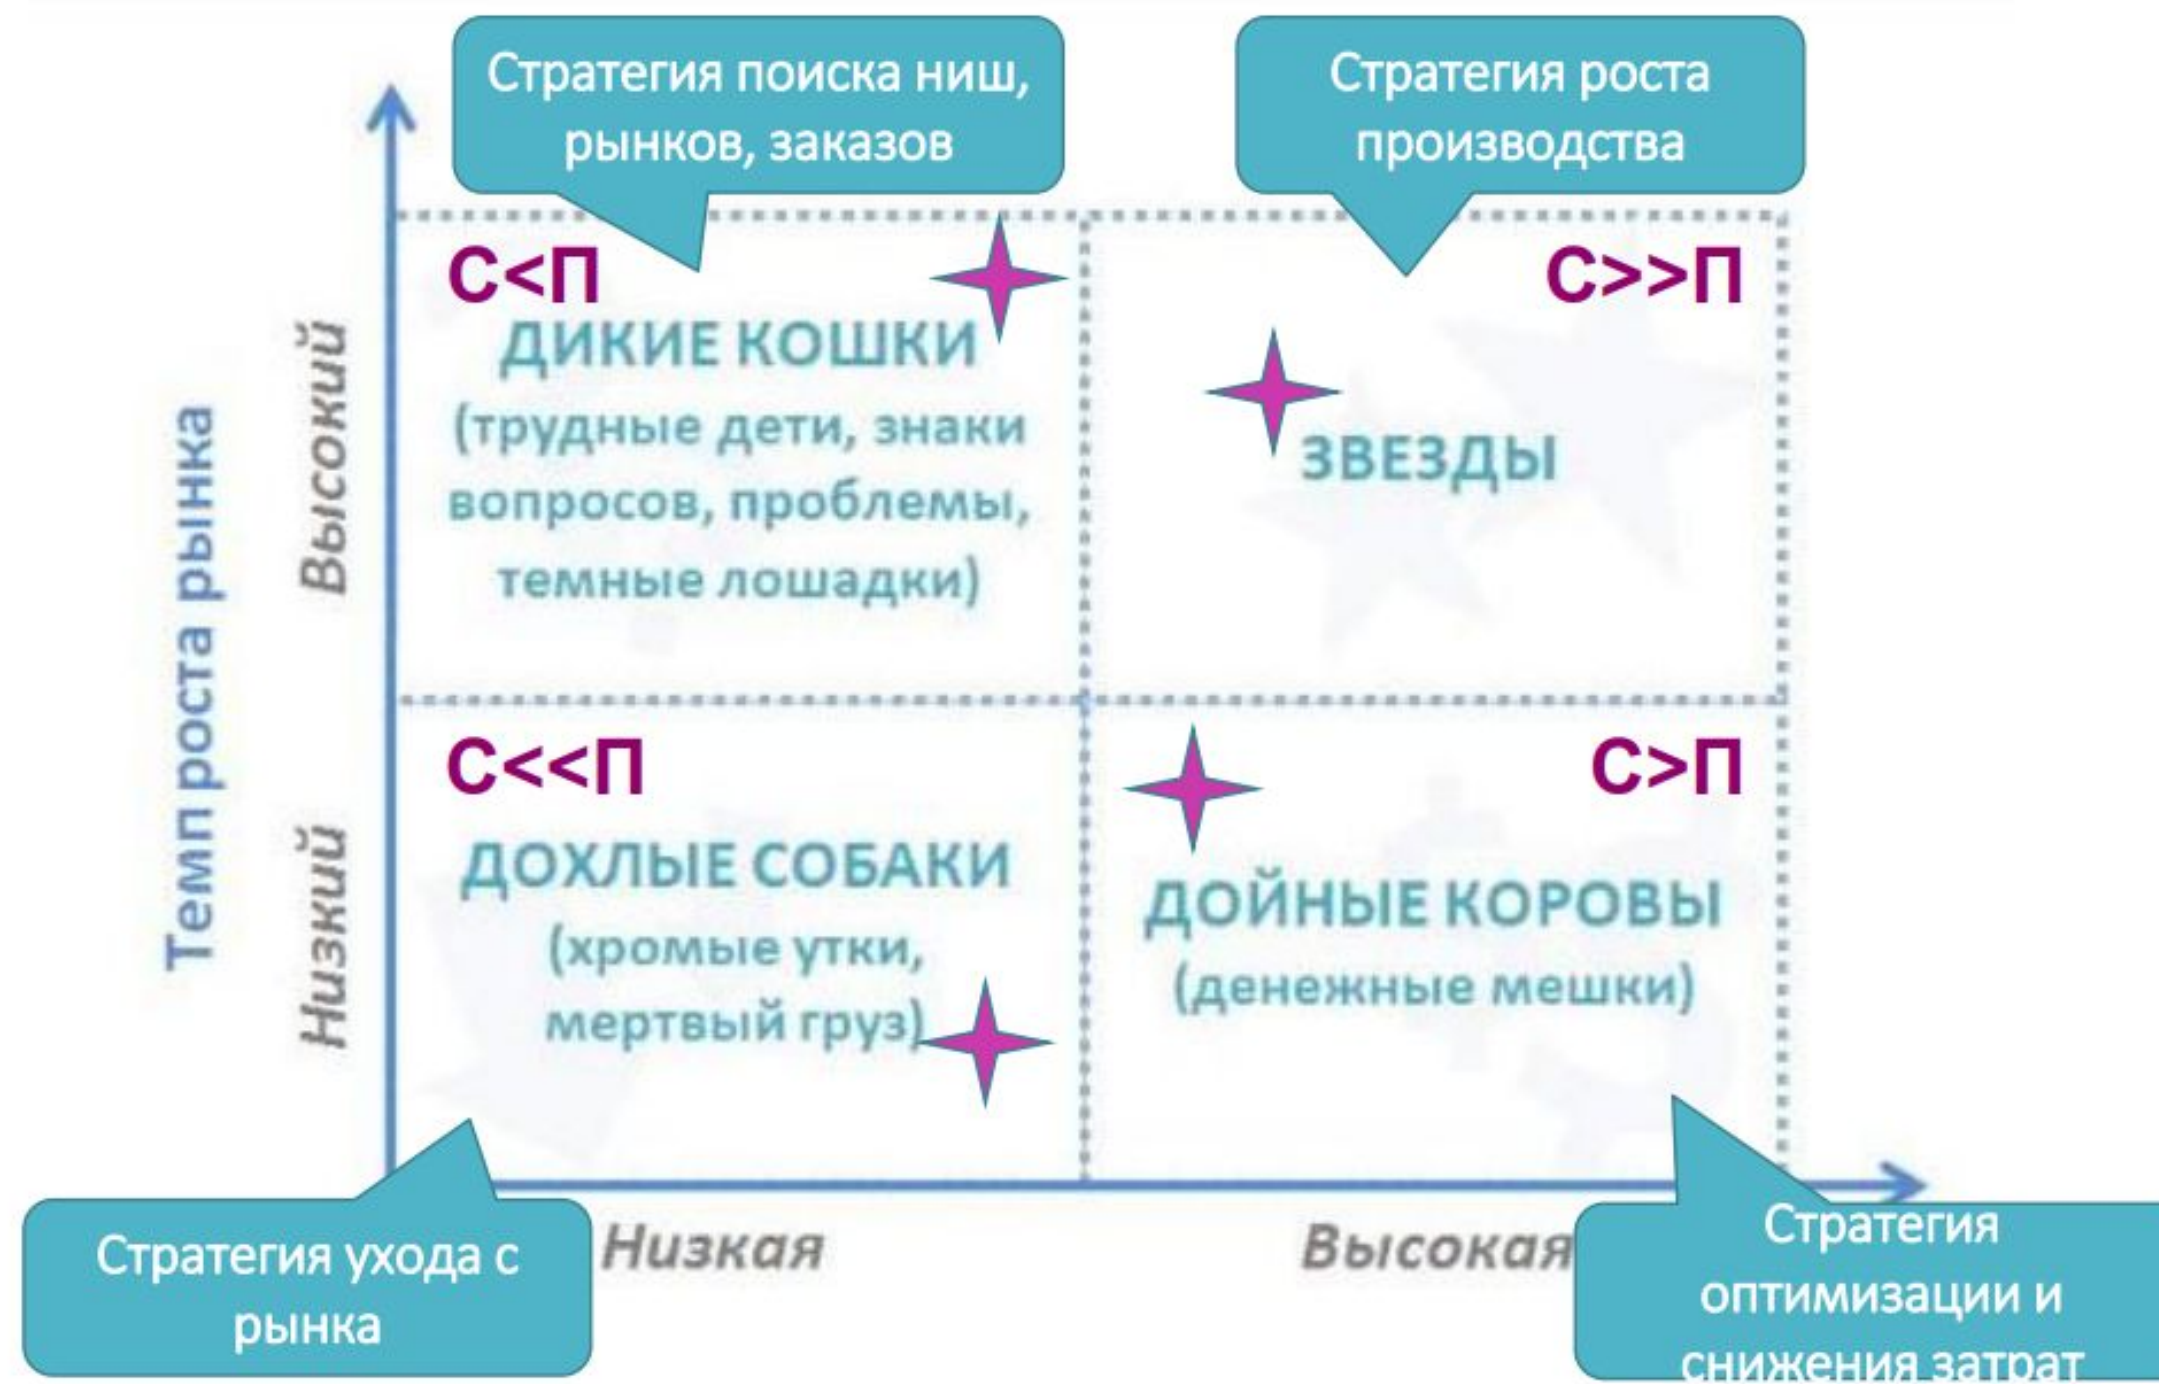 Стратегия поиска ниш,
рынков, заказов
Стратегия роста
производства
Темп роста рынка
Высокий
Низкий
С<П
ДИКИЕ КОШКИ
(трудные дети, знаки
вопросов, проблемы,
темные лошадки)
С>>П
ЗВЕЗДЫ
С<<П
ДОХЛЫЕ СОБАКИ
(хромые утки,
мертвый груз)
С>П
ДОЙНЫЕ КОРОВЫ
(денежные мешки)
Стратегия ухода с
рынка
Низкая
Высокая
Стратегия
оптимизации и
снижения затрат